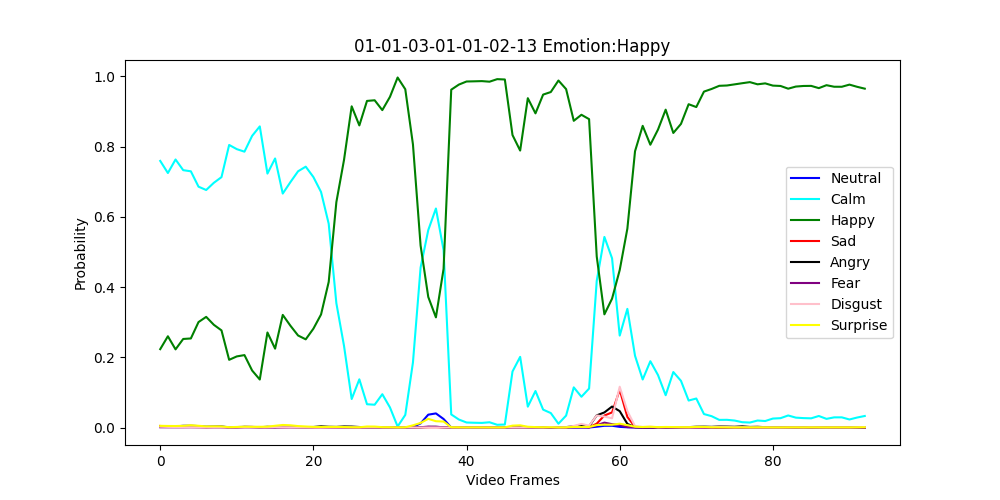 01-01-03-01-01-02-13 Emotion:Happy
1.0
0.8
0.6
0.4
0.2
0.0
Probability
0
20
40
60
80
Video Frames
Neutral
Calm
Happy
Sad
Angry
Fear
Disgust
Surprise